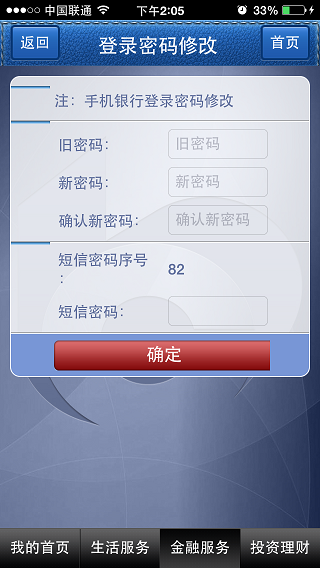 中国联通 下午2:05 33%
返回 登录密码修改 首页
注：手机银行登录密码修改
旧密码： 旧密码
新密码： 新密码
确认新密码： 确认新密码
短信密码序号
： 82
短信密码：
确定
我的首页 生活服务 金融服务 投资理财